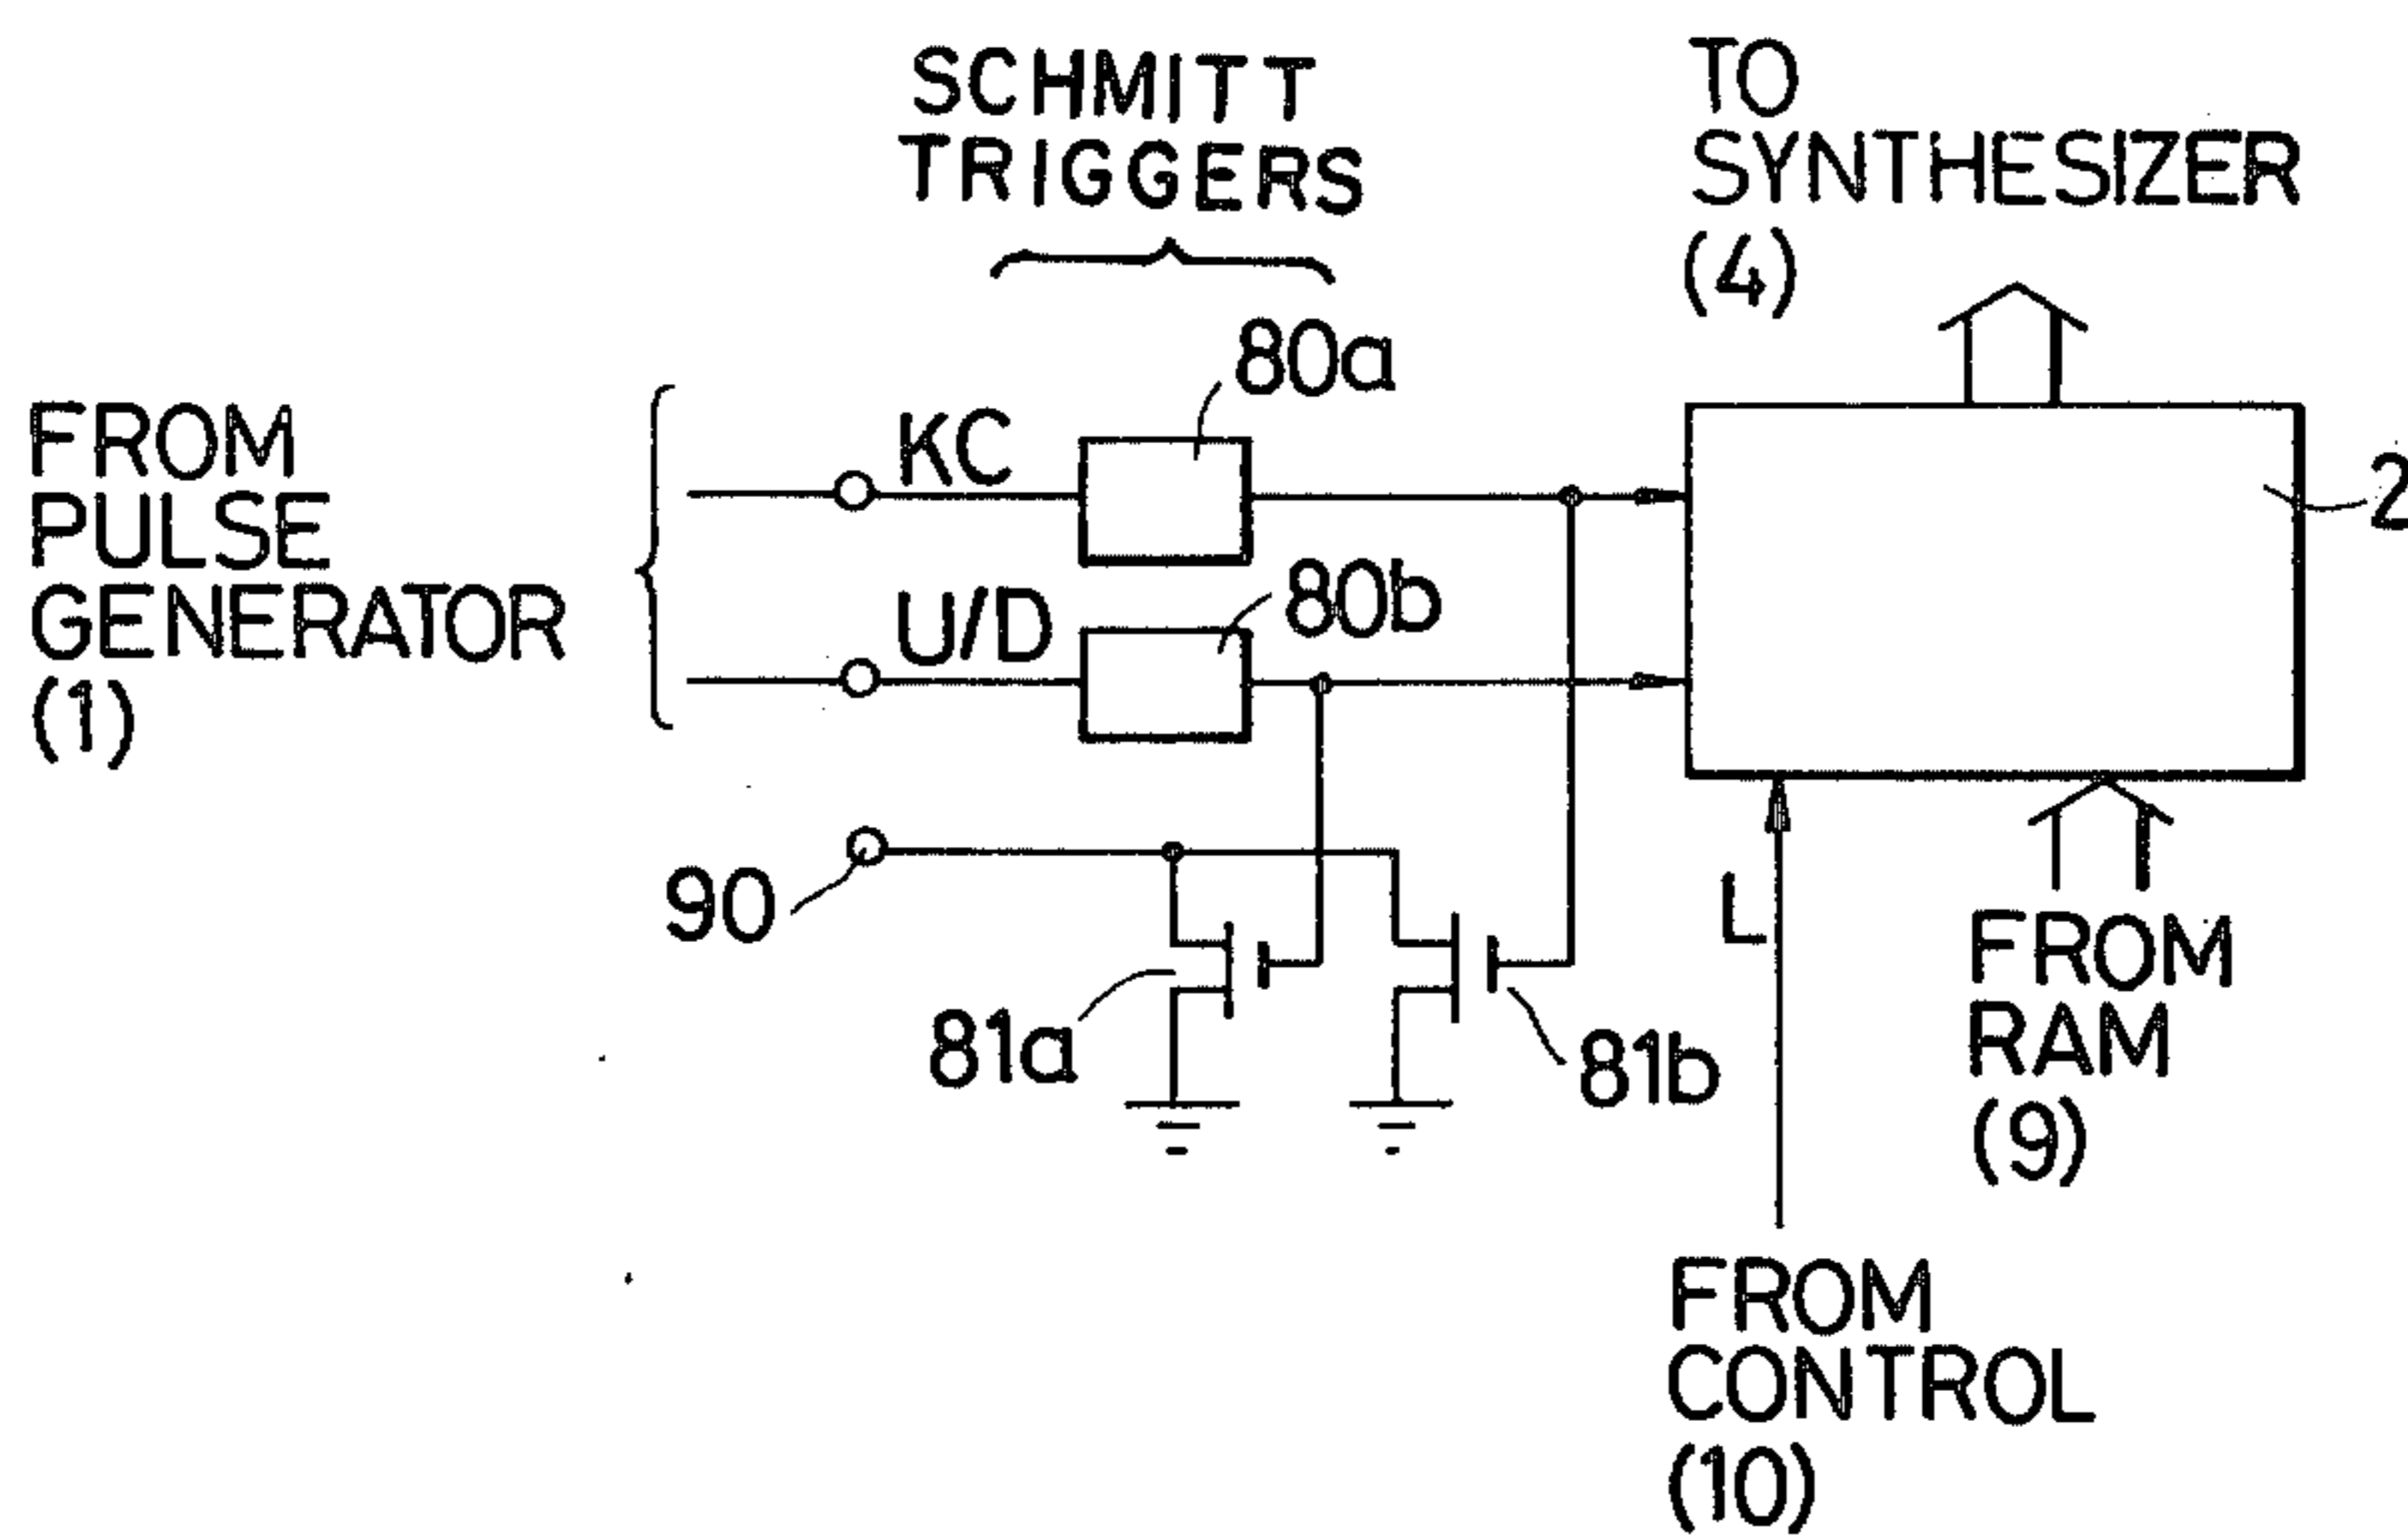 SCHMITT
TRIGGERS
TO
SYNTHESIZER
(4)
FROM
PULSE
GENERATOR
(1)
KC
80a
U/D
80b
2
90
81a
81b
L
FROM
RAM
(9)
FROM
CONTROL
(10)